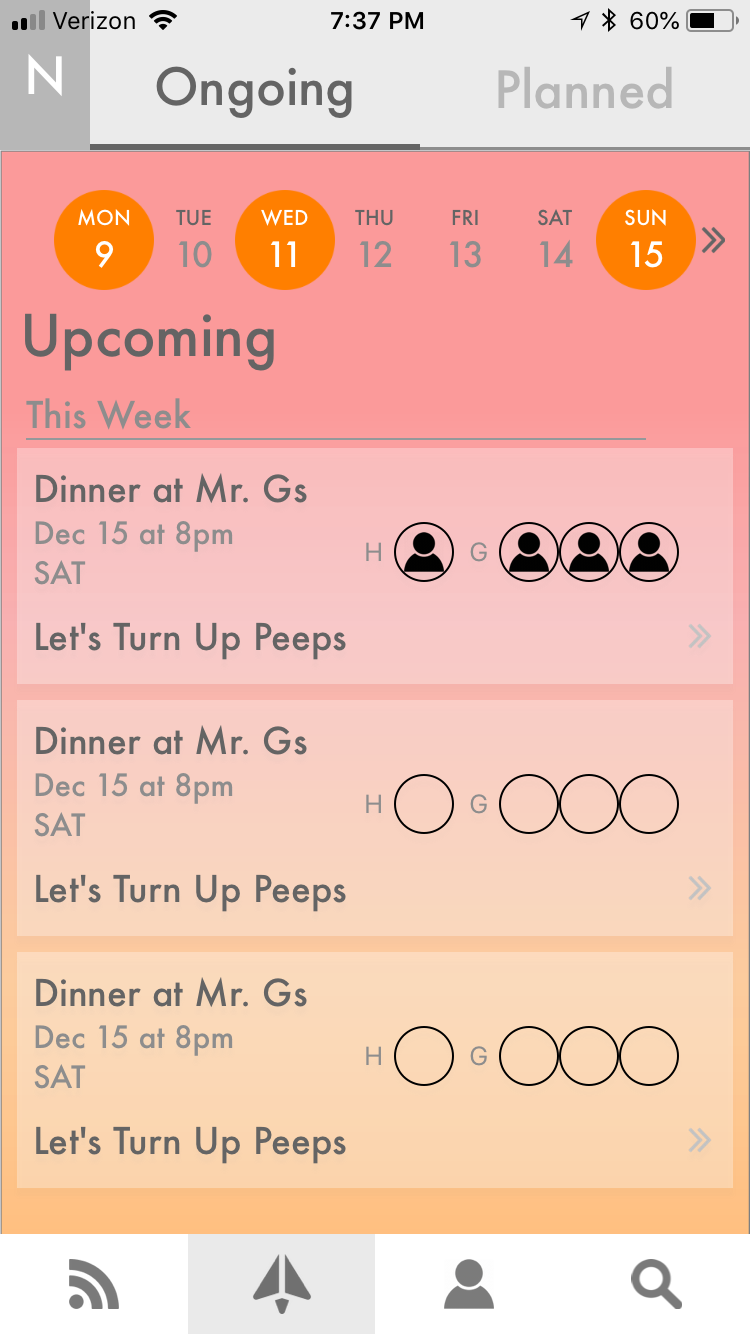 Verizon 7:37 PM 60%
N Ongoing Planned
MON TUE WED THU FRI SAT SUN
9 10 11 12 13 14 15
Upcoming
This Week
Dinner at Mr. Gs
Dec 15 at 8pm
SAT H G
Let's Turn Up Peeps
Dinner at Mr. Gs
Dec 15 at 8pm
SAT H G
Let's Turn Up Peeps
Dinner at Mr. Gs
Dec 15 at 8pm
SAT H G
Let's Turn Up Peeps